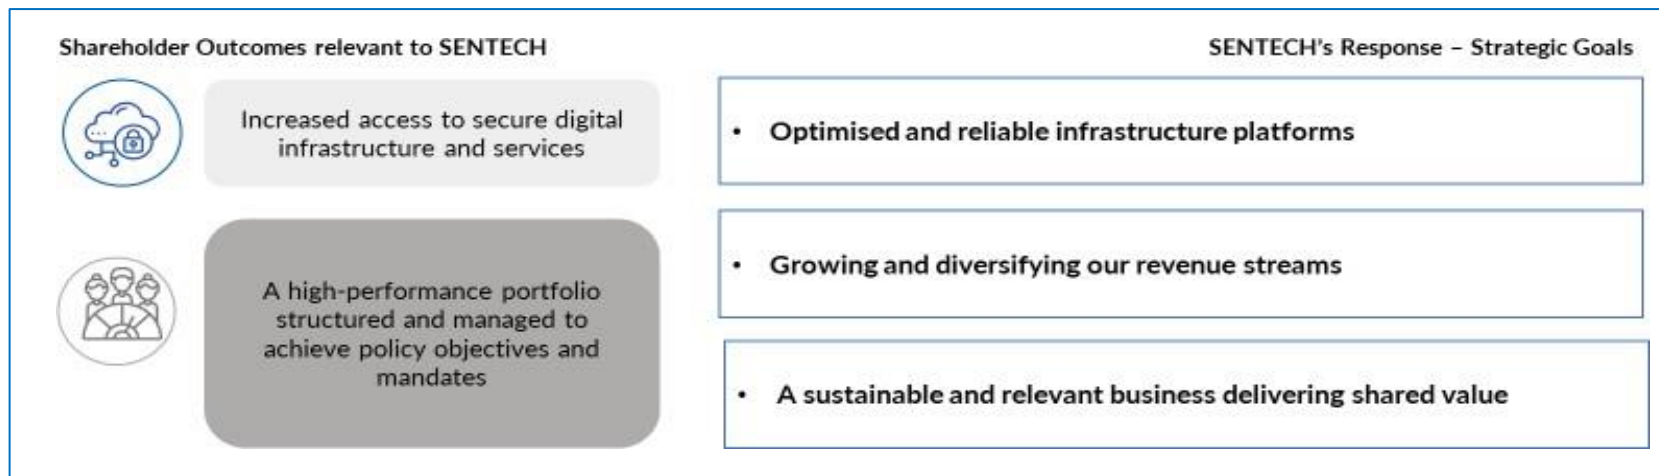 Shareholder Outcomes relevant to SENTECH
SENTECH's Response – Strategic Goals
Increased access to secure digital
infrastructure and services
• Optimised and reliable infrastructure platforms
A high-performance portfolio
structured and managed to
achieve policy objectives and
mandates
• Growing and diversifying our revenue streams
• A sustainable and relevant business delivering shared value